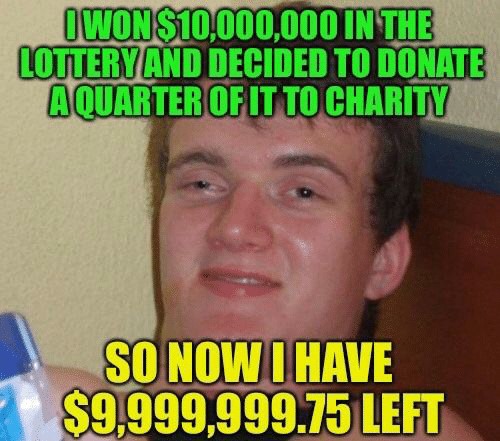 I WON $10,000,000 IN THE
LOTTERY AND DECIDED TO DONATE
A QUARTER OF IT TO CHARITY
SO NOW I HAVE
$9,999,999.75 LEFT